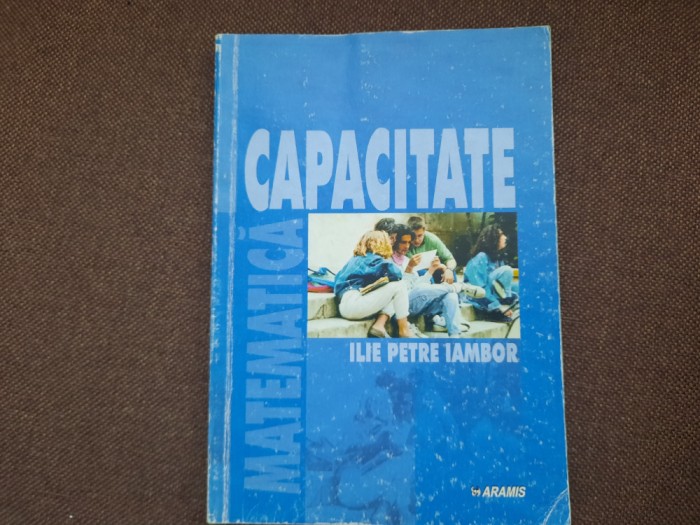 CAPACITATE
MATEMATICĂ
ILIE PETRE IAMBOR
ARAMIS